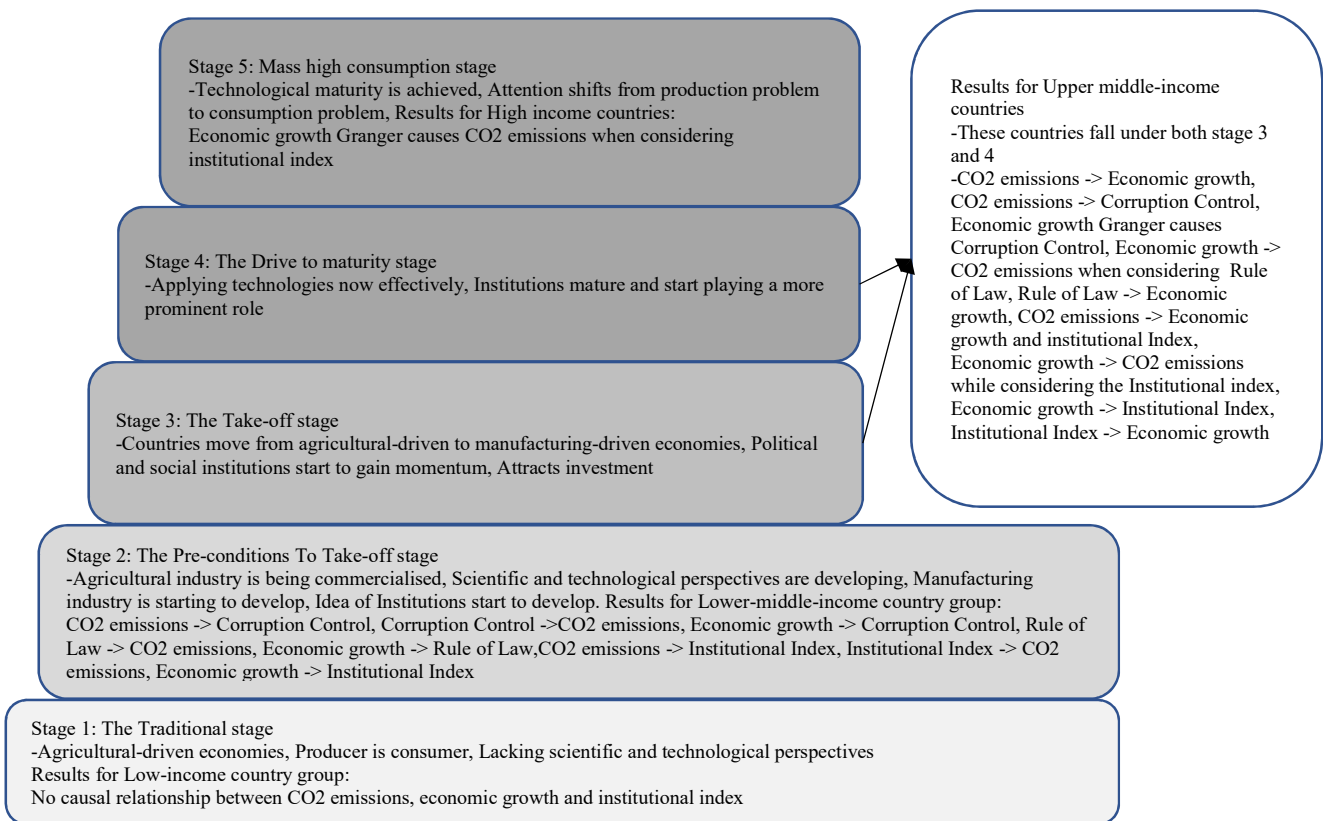 Stage 5: Mass high consumption stage
-Technological maturity is achieved, Attention shifts from production problem
to consumption problem, Results for High income countries:
Economic growth Granger causes CO2 emissions when considering
institutional index
Stage 4: The Drive to maturity stage
-Applying technologies now effectively, Institutions mature and start playing a more
prominent role
Stage 3: The Take-off stage
-Countries move from agricultural-driven to manufacturing-driven economies, Political
and social institutions start to gain momentum, Attracts investment
Stage 2: The Pre-conditions To Take-off stage
-Agricultural industry is being commercialised, Scientific and technological perspectives are developing, Manufacturing
industry is starting to develop, Idea of Institutions start to develop. Results for Lower-middle-income country group:
CO2 emissions -> Corruption Control, Corruption Control ->CO2 emissions, Economic growth -> Corruption Control, Rule of
Law -> CO2 emissions, Economic growth -> Rule of Law,CO2 emissions -> Institutional Index, Institutional Index -> CO2
emissions, Economic growth -> Institutional Index
Stage 1: The Traditional stage
-Agricultural-driven economies, Producer is consumer, Lacking scientific and technological perspectives
Results for Low-income country group:
No causal relationship between CO2 emissions, economic growth and institutional index
Results for Upper middle-income
countries
-These countries fall under both stage 3
and 4
-CO2 emissions -> Economic growth,
CO2 emissions -> Corruption Control,
Economic growth Granger causes
Corruption Control, Economic growth ->
CO2 emissions when considering Rule
of Law, Rule of Law -> Economic
growth, CO2 emissions -> Economic
growth and institutional Index,
Economic growth -> CO2 emissions
while considering the Institutional index,
Economic growth -> Institutional Index,
Institutional Index -> Economic growth